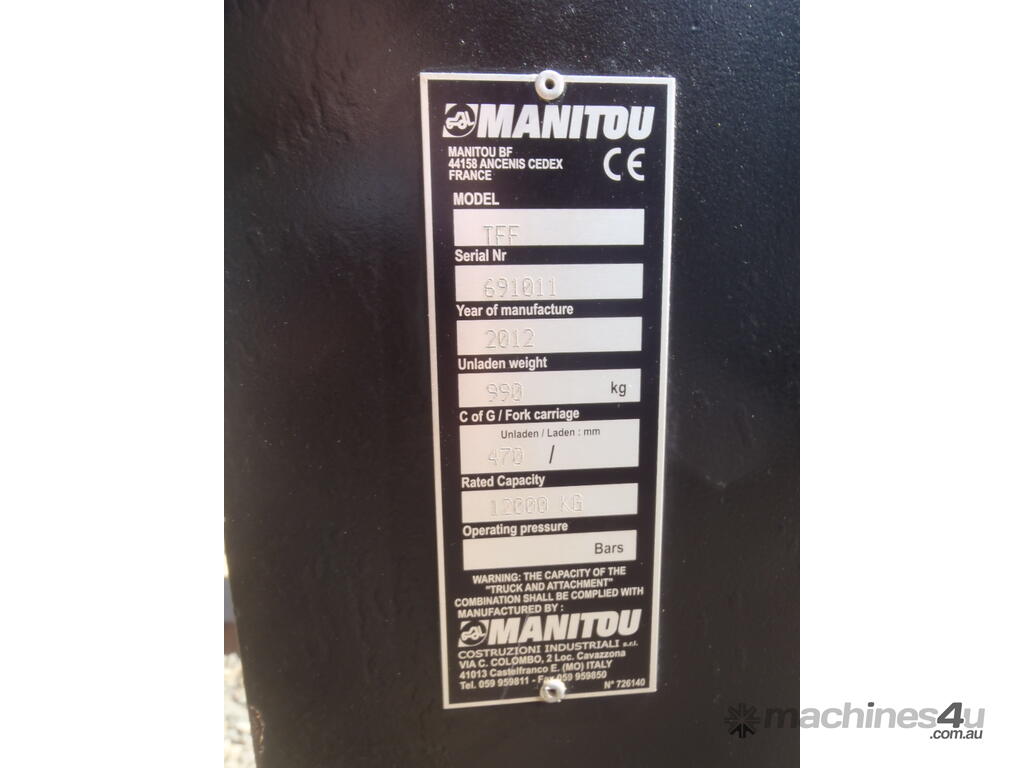 MANITOU
MANITOU BF
44158 ANCENIS CEDEX
FRANCE
CE
MODEL
TFF
Serial Nr
691011
Year of manufacture
2012
Unladen weight
990 kg
C of G / Fork carriage
Unladen / Laden : mm
470 /
Rated Capacity
12000 KG
Operating pressure
Bars
WARNING: THE CAPACITY OF THE
"TRUCK AND ATTACHMENT"
COMBINATION SHALL BE COMPLIED WITH
MANUFACTURED BY :
MANITOU
COSTRUZIONI INDUSTRIALI s.r.l.
VIA C. COLOMBO, 2 Loc. Cavazzona
41013 Castelfranco E. (MO) ITALY
Tel. 059 959811 - Fax 059 959850
N° 726140
machines4u
.com.au